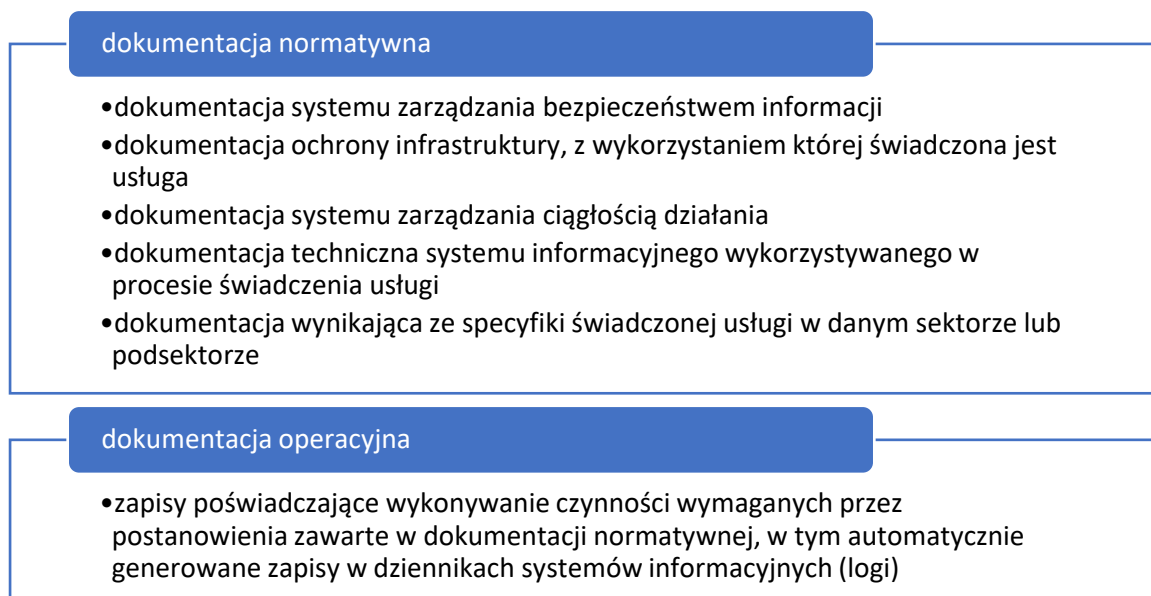 dokumentacja normatywna
•dokumentacja systemu zarządzania bezpieczeństwem informacji
•dokumentacja ochrony infrastruktury, z wykorzystaniem której świadczona jest
usługa
•dokumentacja systemu zarządzania ciągłością działania
•dokumentacja techniczna systemu informacyjnego wykorzystywanego w
procesie świadczenia usługi
•dokumentacja wynikająca ze specyfiki świadczonej usługi w danym sektorze lub
podsektorze
dokumentacja operacyjna
•zapisy poświadczające wykonywanie czynności wymaganych przez
postanowienia zawarte w dokumentacji normatywnej, w tym automatycznie
generowane zapisy w dziennikach systemów informacyjnych (logi)